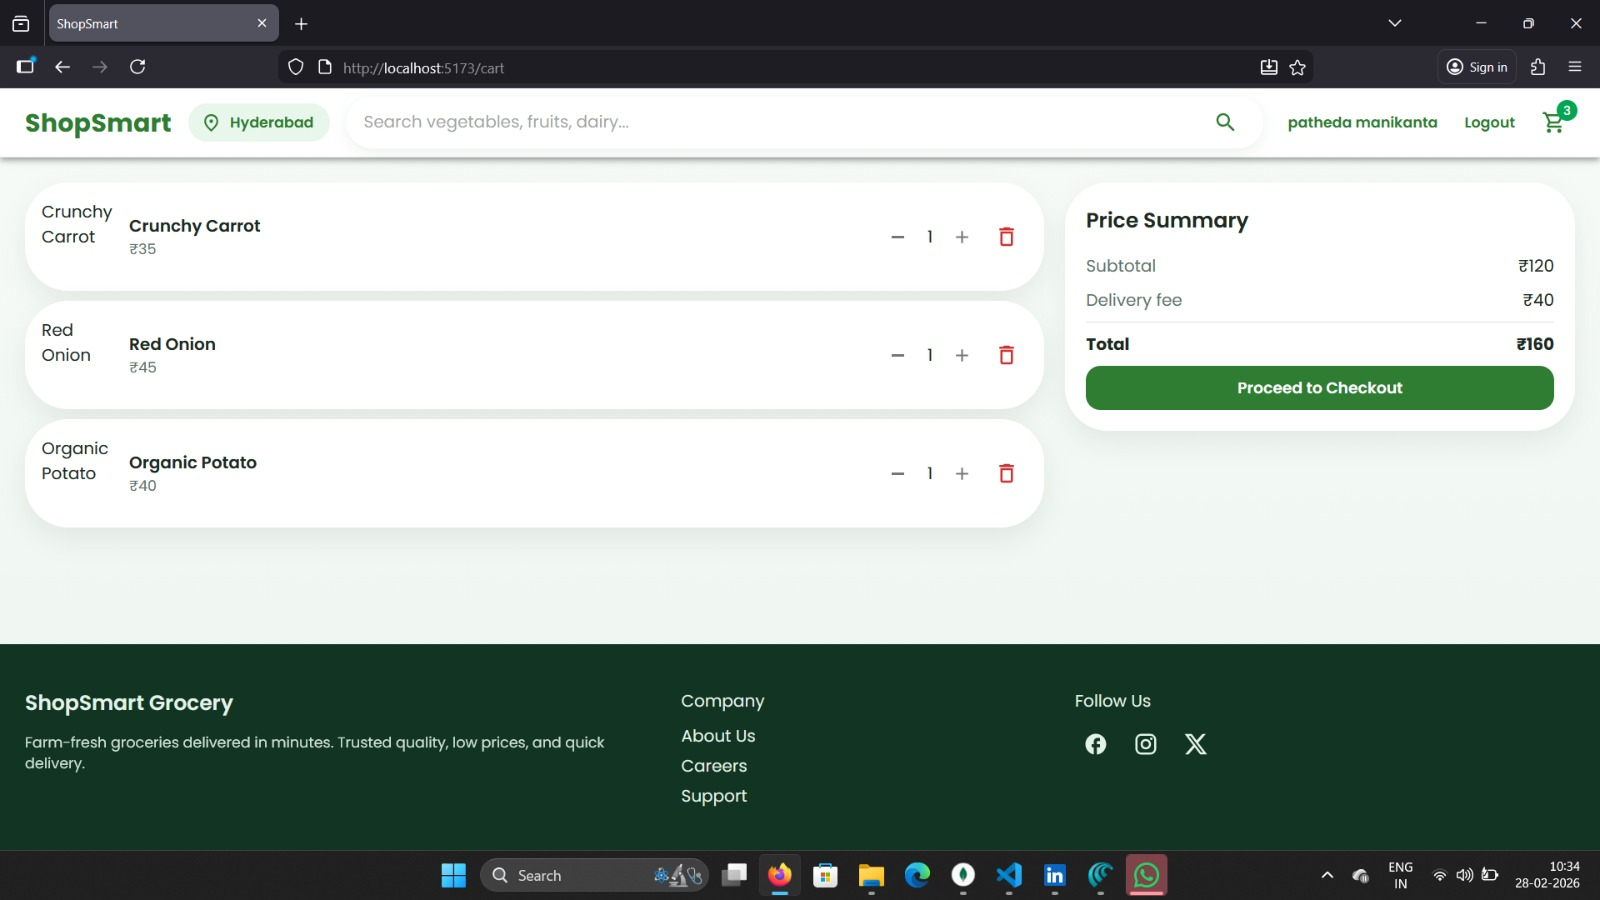 ShopSmart
http://localhost:5173/cart
Sign in
ShopSmart
Hyderabad
Search vegetables, fruits, dairy...
patheda manikanta
Logout
3
Crunchy
Carrot
Crunchy Carrot
₹35
1
Red
Onion
Red Onion
₹45
1
Organic
Potato
Organic Potato
₹40
1
Price Summary
Subtotal ₹120
Delivery fee ₹40
Total ₹160
Proceed to Checkout
ShopSmart Grocery
Farm-fresh groceries delivered in minutes. Trusted quality, low prices, and quick
delivery.
Company
About Us
Careers
Support
Follow Us
Search
in
ENG
IN
10:34
28-02-2026